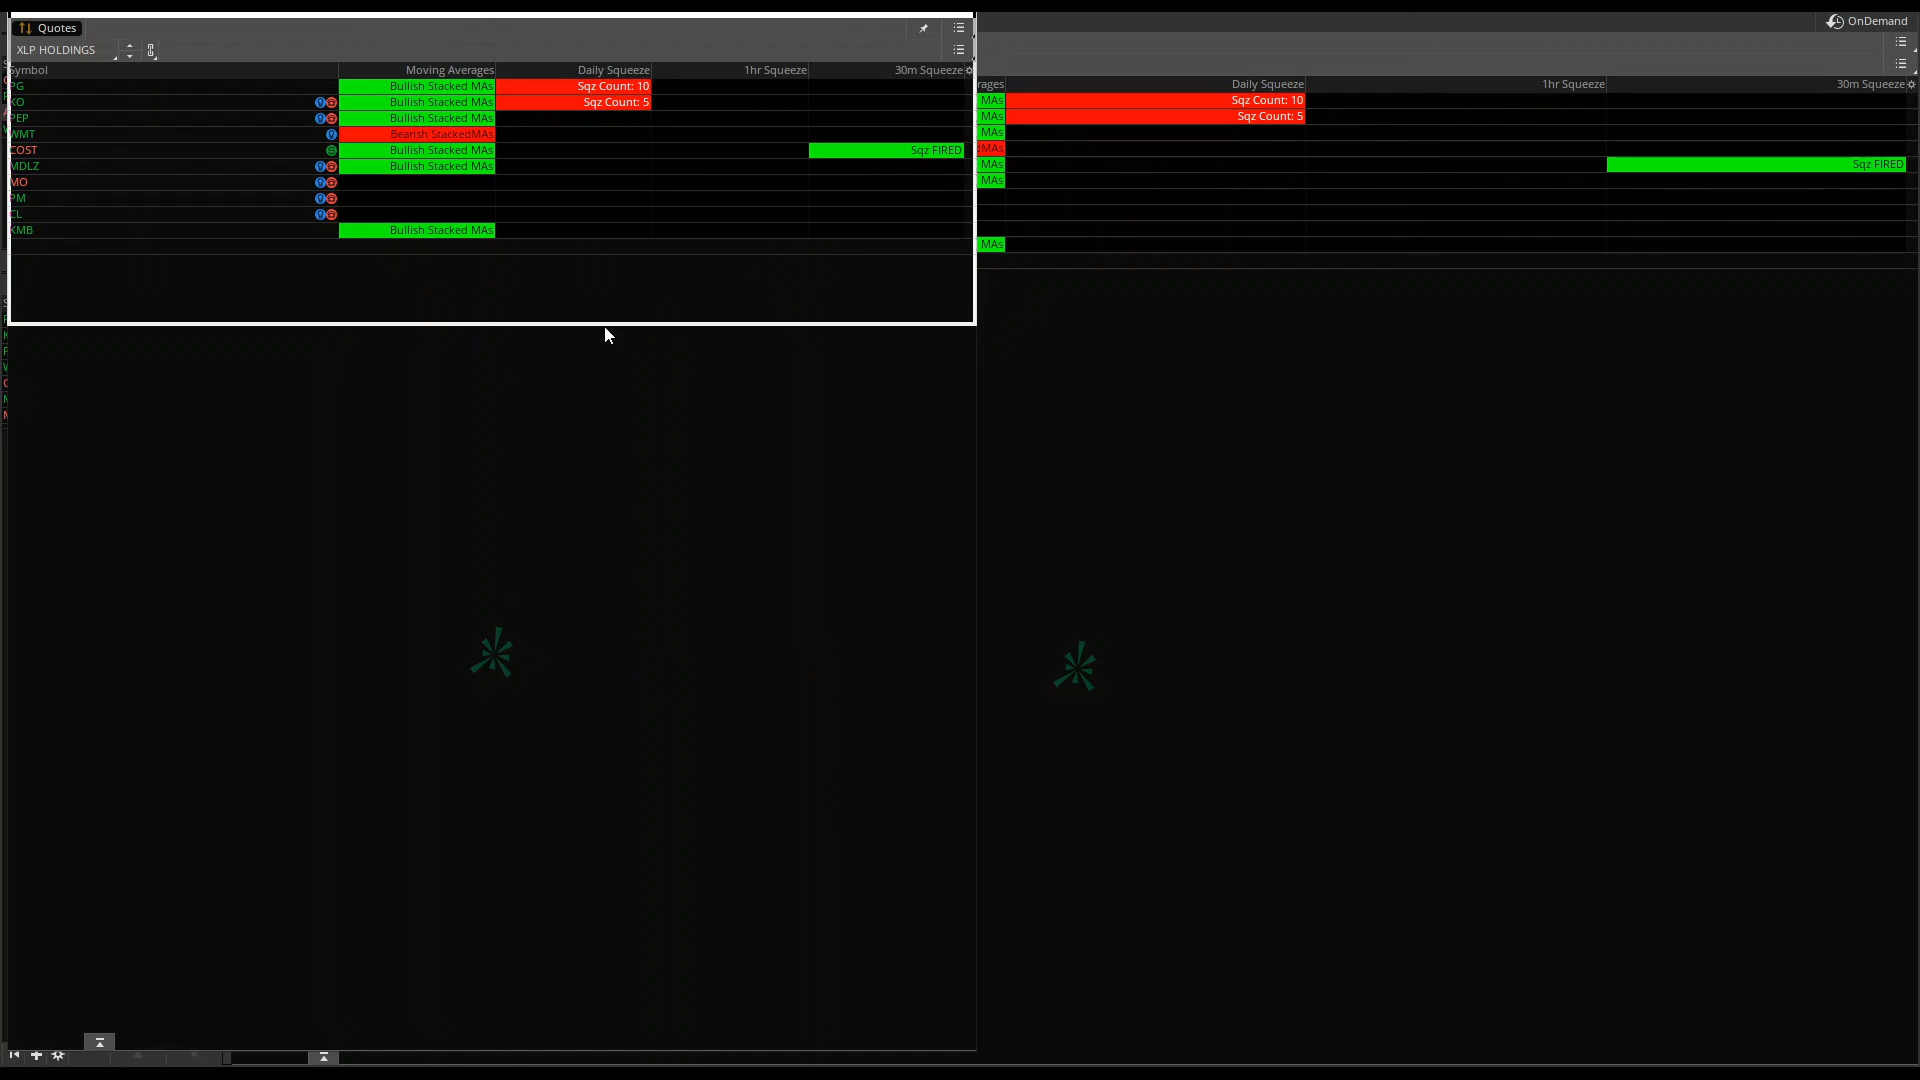 Quotes
OnDemand
XLP HOLDINGS
Symbol Moving Averages Daily Squeeze 1hr Squeeze 30m Squeeze
rages Daily Squeeze 1hr Squeeze 30m Squeeze
PG Bullish Stacked MAs Sqz Count: 10
MAs Sqz Count: 10
KO Bullish Stacked MAs Sqz Count: 5
MAs Sqz Count: 5
PEP Bullish Stacked MAs
MAs
WMT Bearish StackedMAs
MAs
COST Bullish Stacked MAs Sqz FIRED
MAs Sqz FIRED
MDLZ Bullish Stacked MAs
MAs
MO
PM
CL
KMB Bullish Stacked MAs
MAs